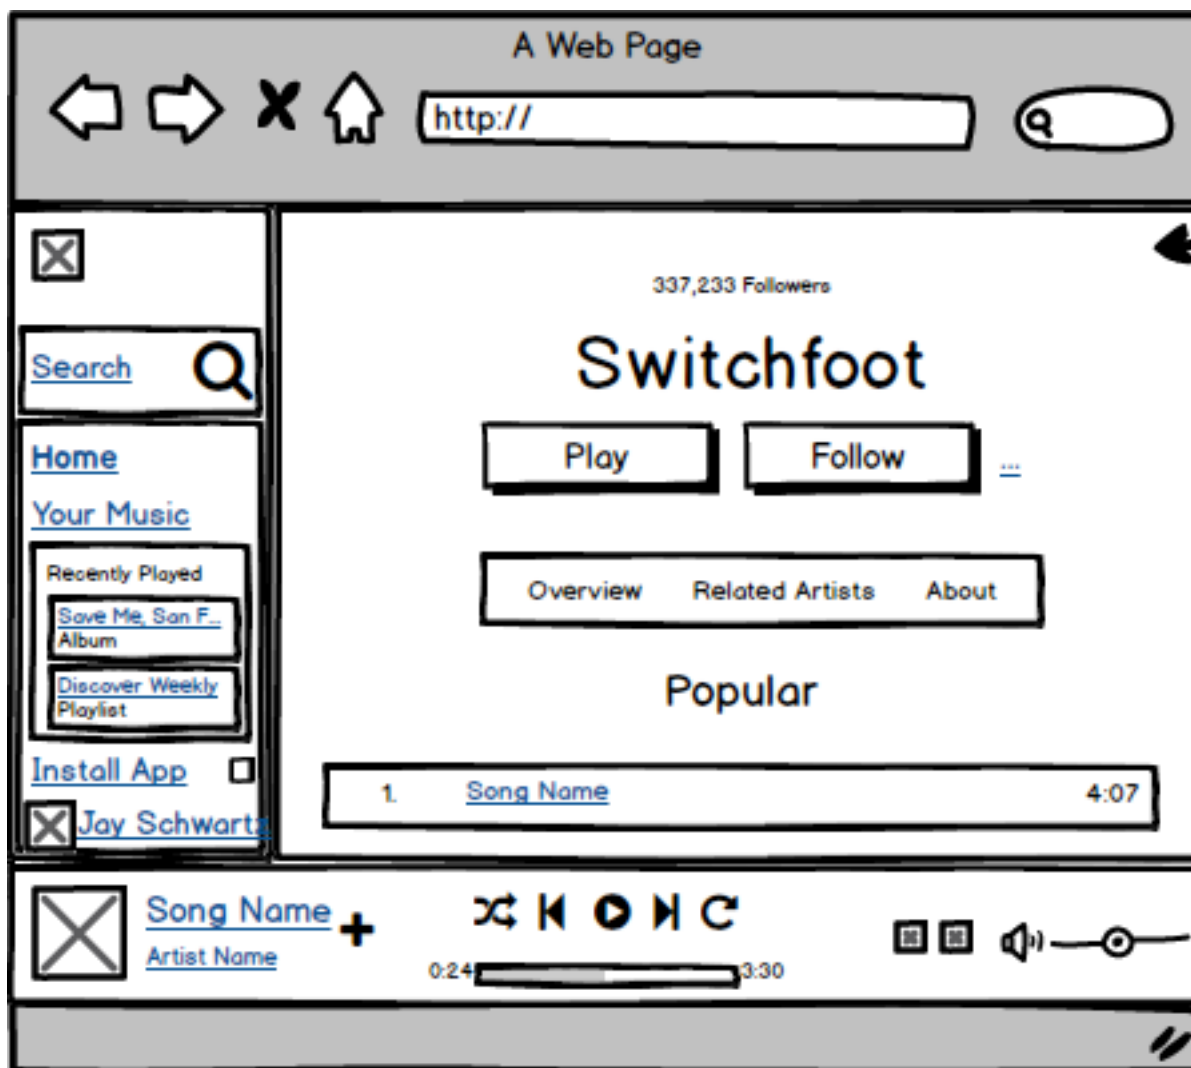 A Web Page
http://
337,233 Followers
Switchfoot
Search
Play Follow ...
Home
Your Music
Recently Played
Save Me, San F...
Album
Discover Weekly
Playlist
Overview Related Artists About
Popular
Install App
1. Song Name 4:07
Jay Schwartz
Song Name
Artist Name
0:24 3:30